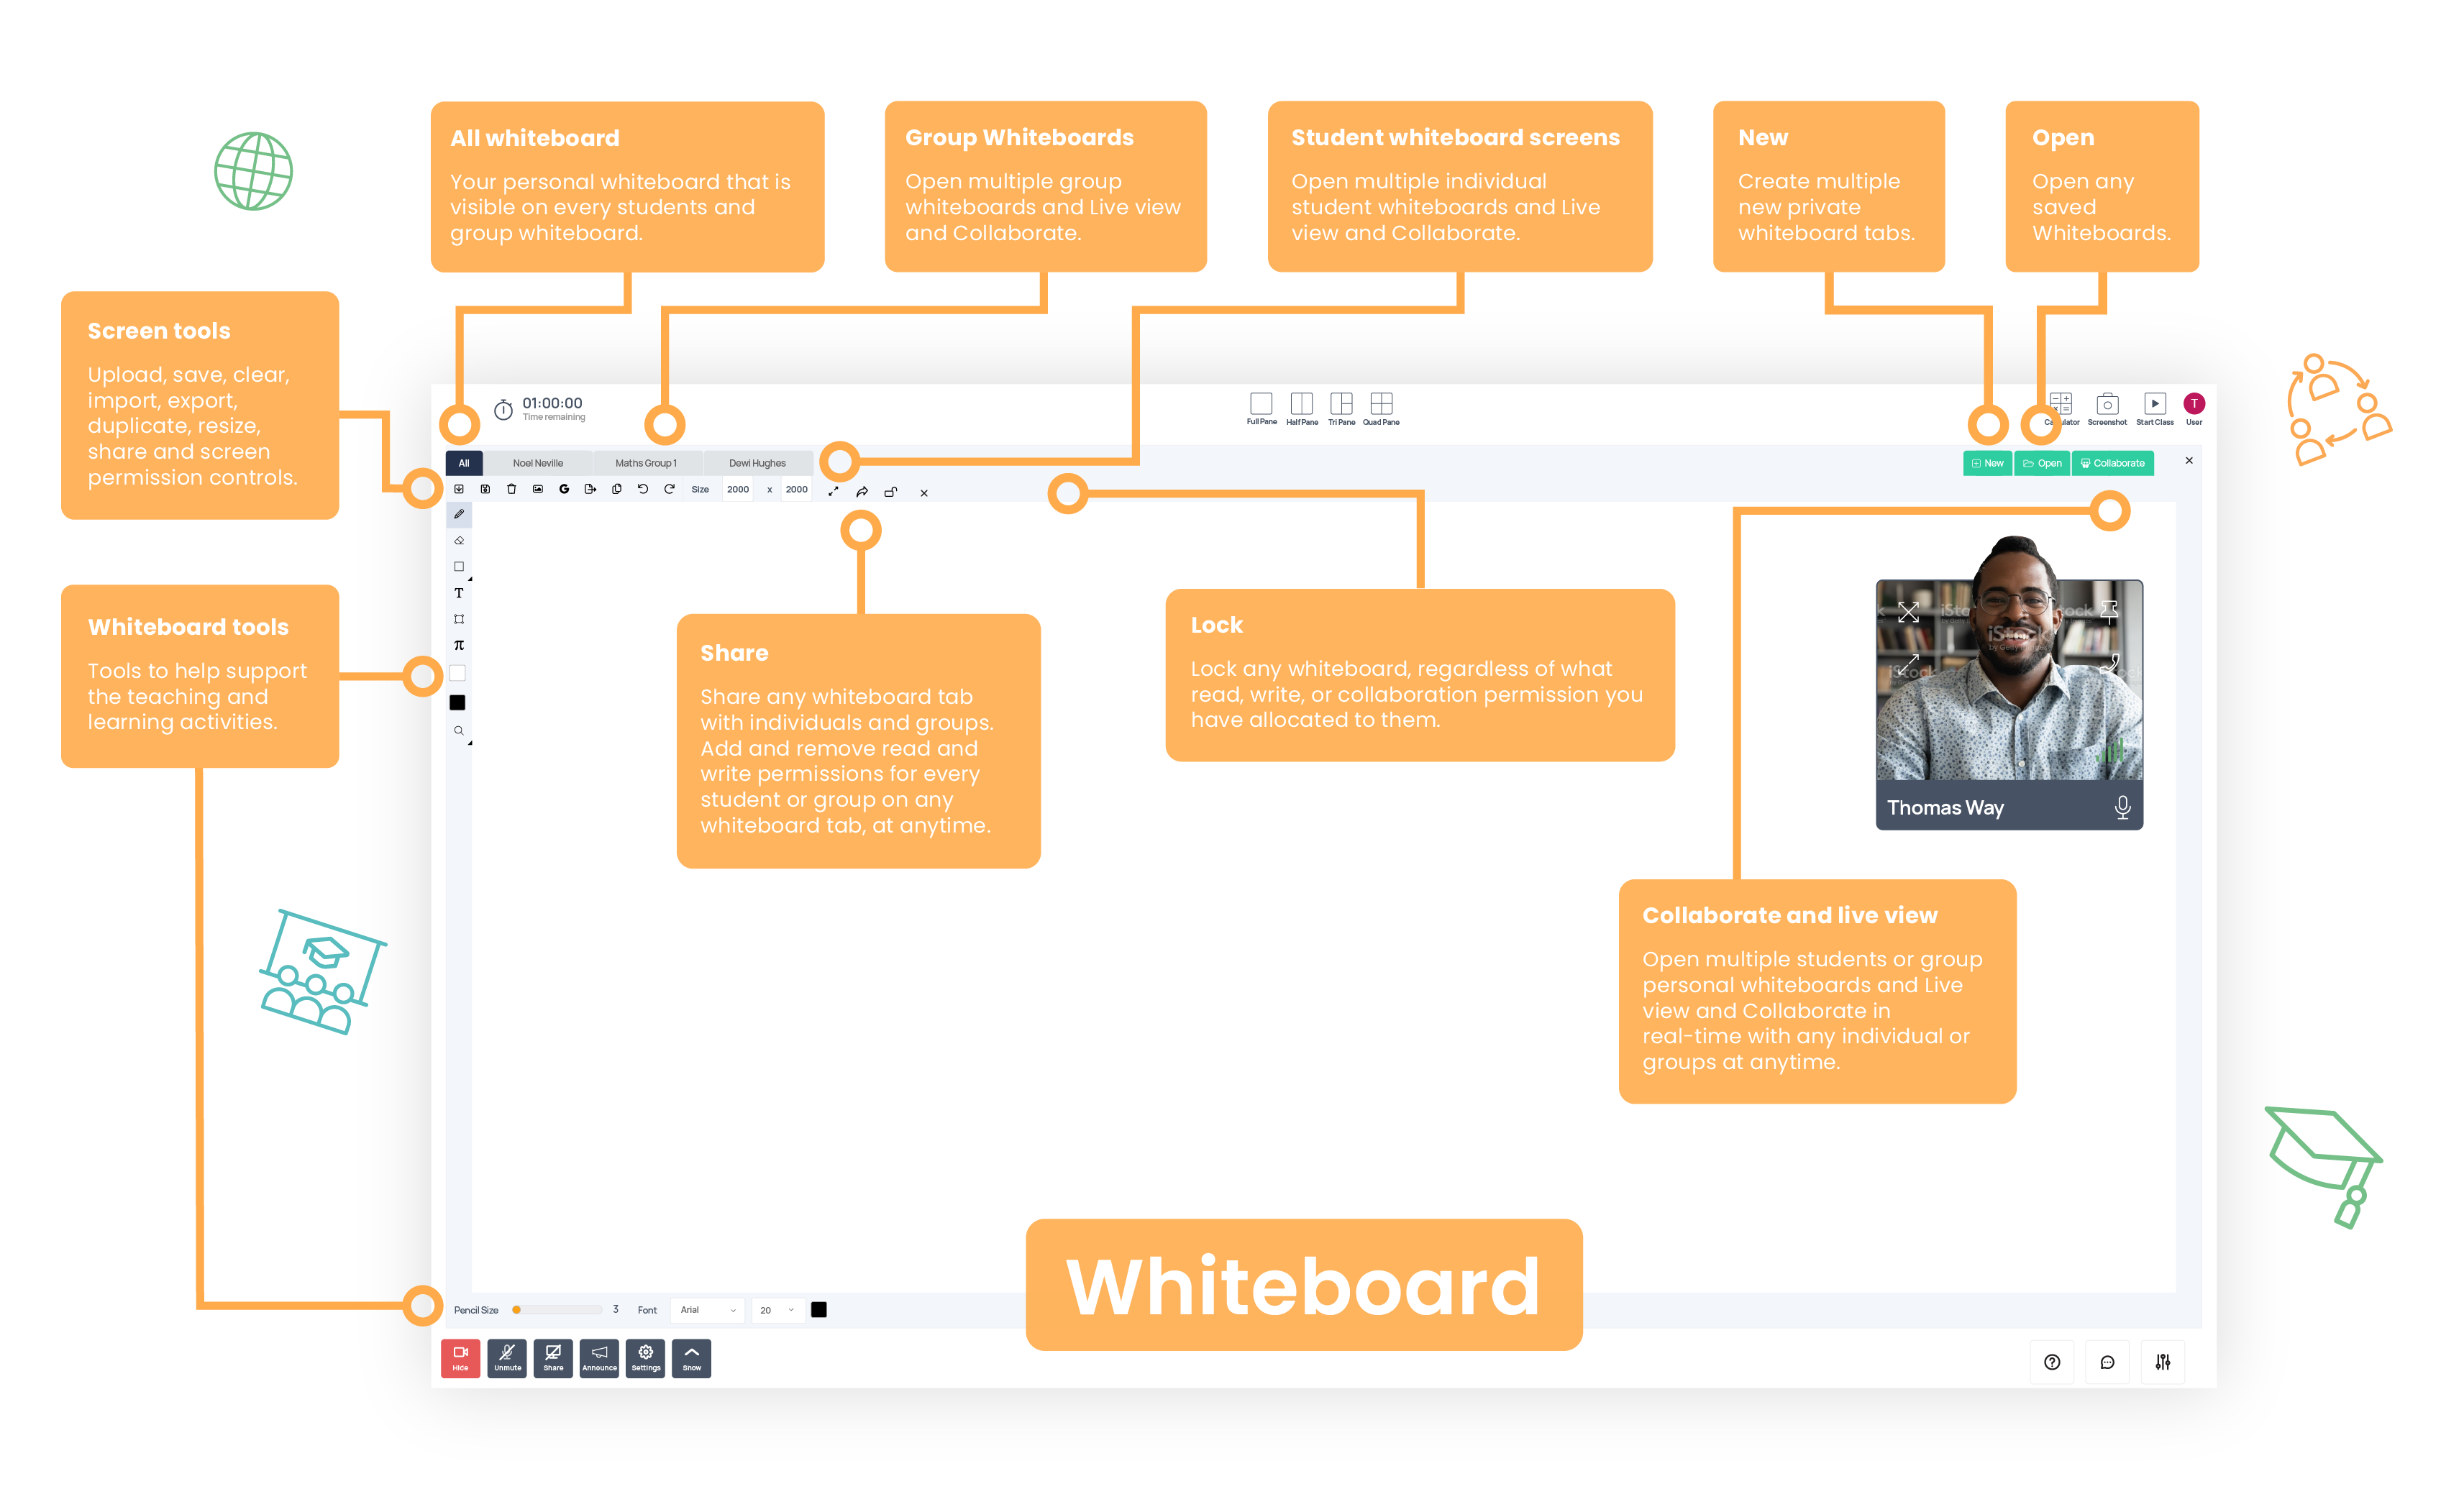 All whiteboard
Your personal whiteboard that is
visible on every students and
group whiteboard.
Group Whiteboards
Open multiple group
whiteboards and Live view
and Collaborate.
Student whiteboard screens
Open multiple individual
student whiteboards and Live
view and Collaborate.
New
Create multiple
new private
whiteboard tabs.
Open
Open any
saved
Whiteboards.
Screen tools
Upload, save, clear,
import, export,
duplicate, resize,
share and screen
permission controls.
01:00:00
Time remaining
Full Pane
Half Pane
Tri Pane
Quad Pane
Screenshot
Start Class
T
User
All
Noel Neville
Maths Group 1
Dewi Hughes
New
Open
Collaborate
G
Size
2000
x
2000
T
π
Whiteboard tools
Tools to help support
the teaching and
learning activities.
Share
Share any whiteboard tab
with individuals and groups.
Add and remove read and
write permissions for every
student or group on any
whiteboard tab, at anytime.
Lock
Lock any whiteboard, regardless of what
read, write, or collaboration permission you
have allocated to them.
iStock
Thomas Way
Collaborate and live view
Open multiple students or group
personal whiteboards and Live
view and Collaborate in
real-time with any individual or
groups at anytime.
Whiteboard
Pencil Size
3
Font
Arial
20
Hide
Unmute
Share
Announce
Settings
Show